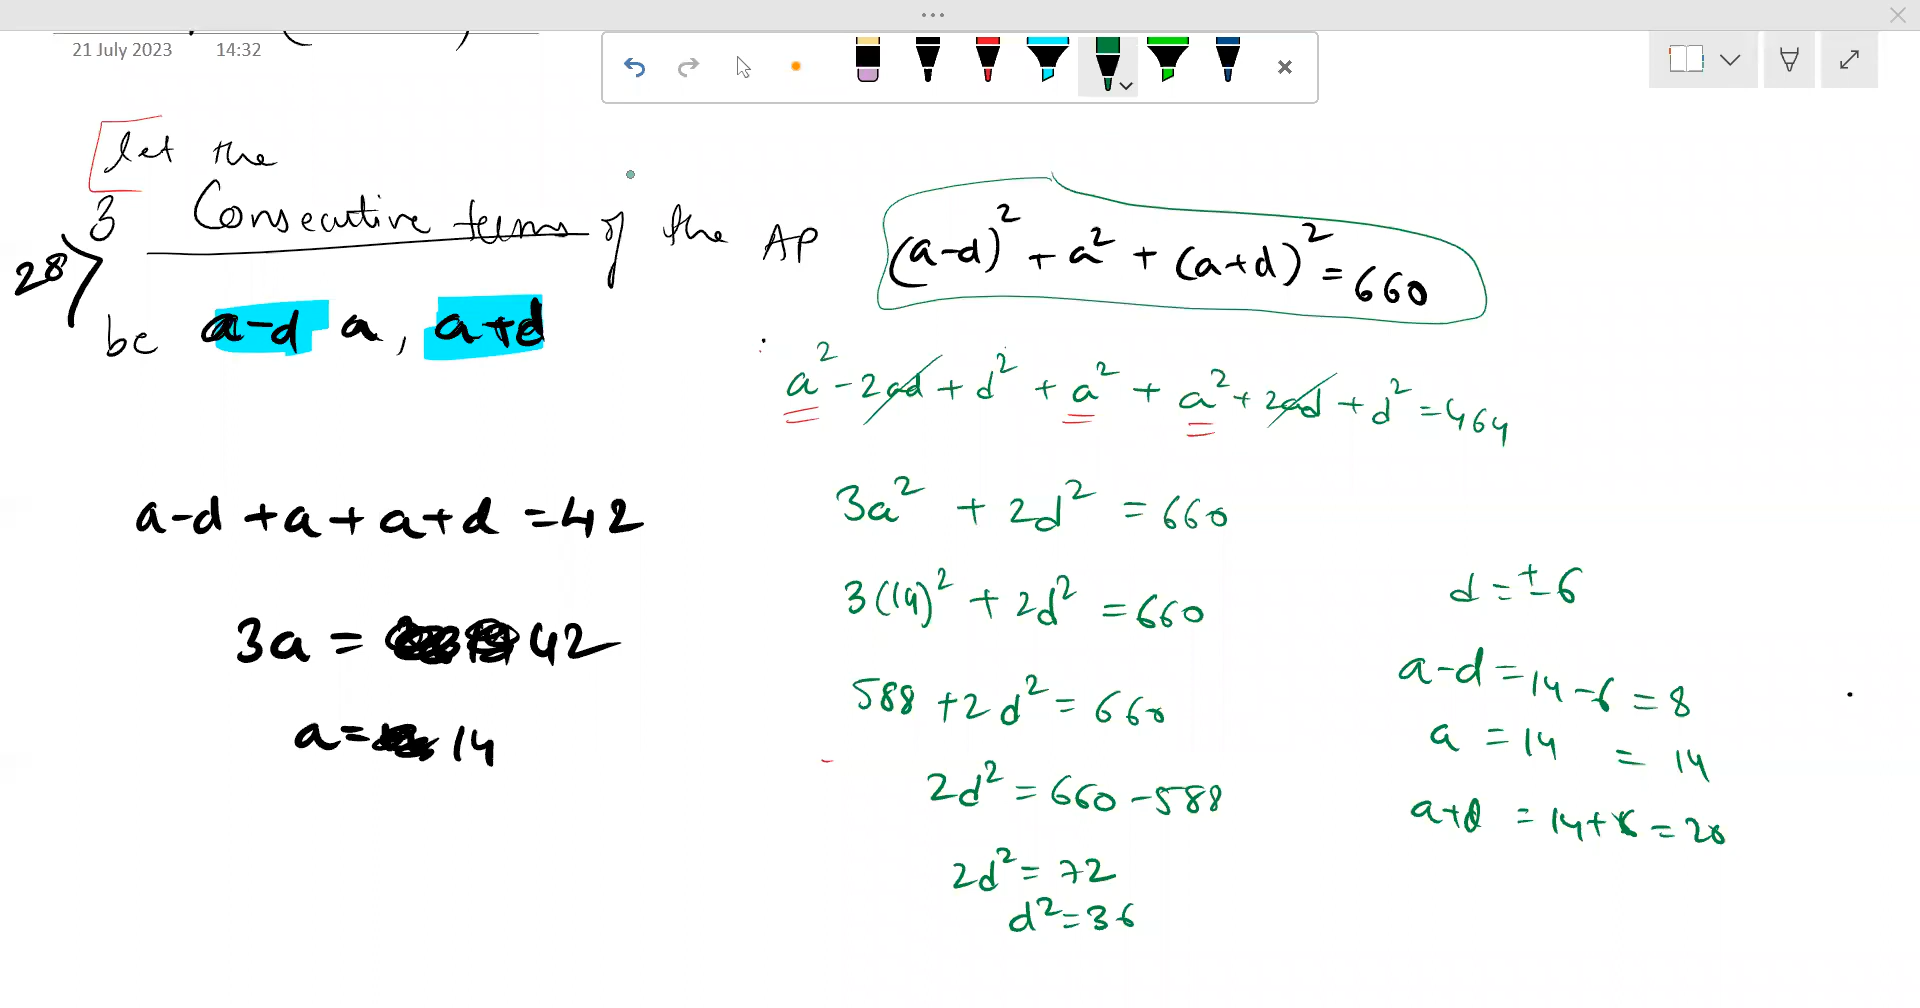 21 July 2023 14:32
let the
28) 3 Consecutive terms of the AP
be a-d a, a+d
a-d +a + a+d =42
3a = 42
a= 14
(a-d)² + a² + (a+d)² = 660
a² - 2ad + d² + a² + a² + 2ad + d² = 464
3a² + 2d² = 660
3(14)² + 2d² = 660
588 +2d² = 660
2d² = 660 -588
2d² = 72
d² = 36
d = ±6
a-d = 14 -6 = 8
a = 14 = 14
a+d = 14+6 = 20